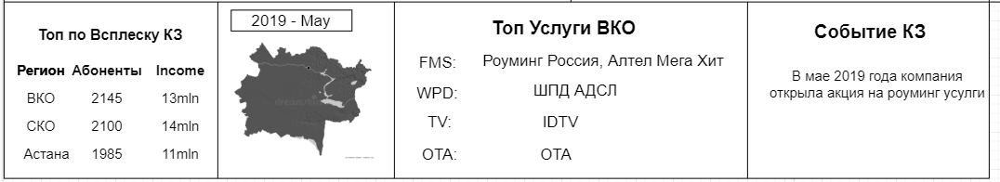 Топ по Всплеску КЗ
Регион Абоненты Income
ВКО 2145 13mln
СКО 2100 14mln
Астана 1985 11mln
2019 - May
Топ Услуги ВКО
FMS: Роуминг Россия, Алтел Мега Хит
WPD: ШПД АДСЛ
TV: IDTV
OTA: OTA
Событие КЗ
В мае 2019 года компания
открыла акция на роуминг усулги